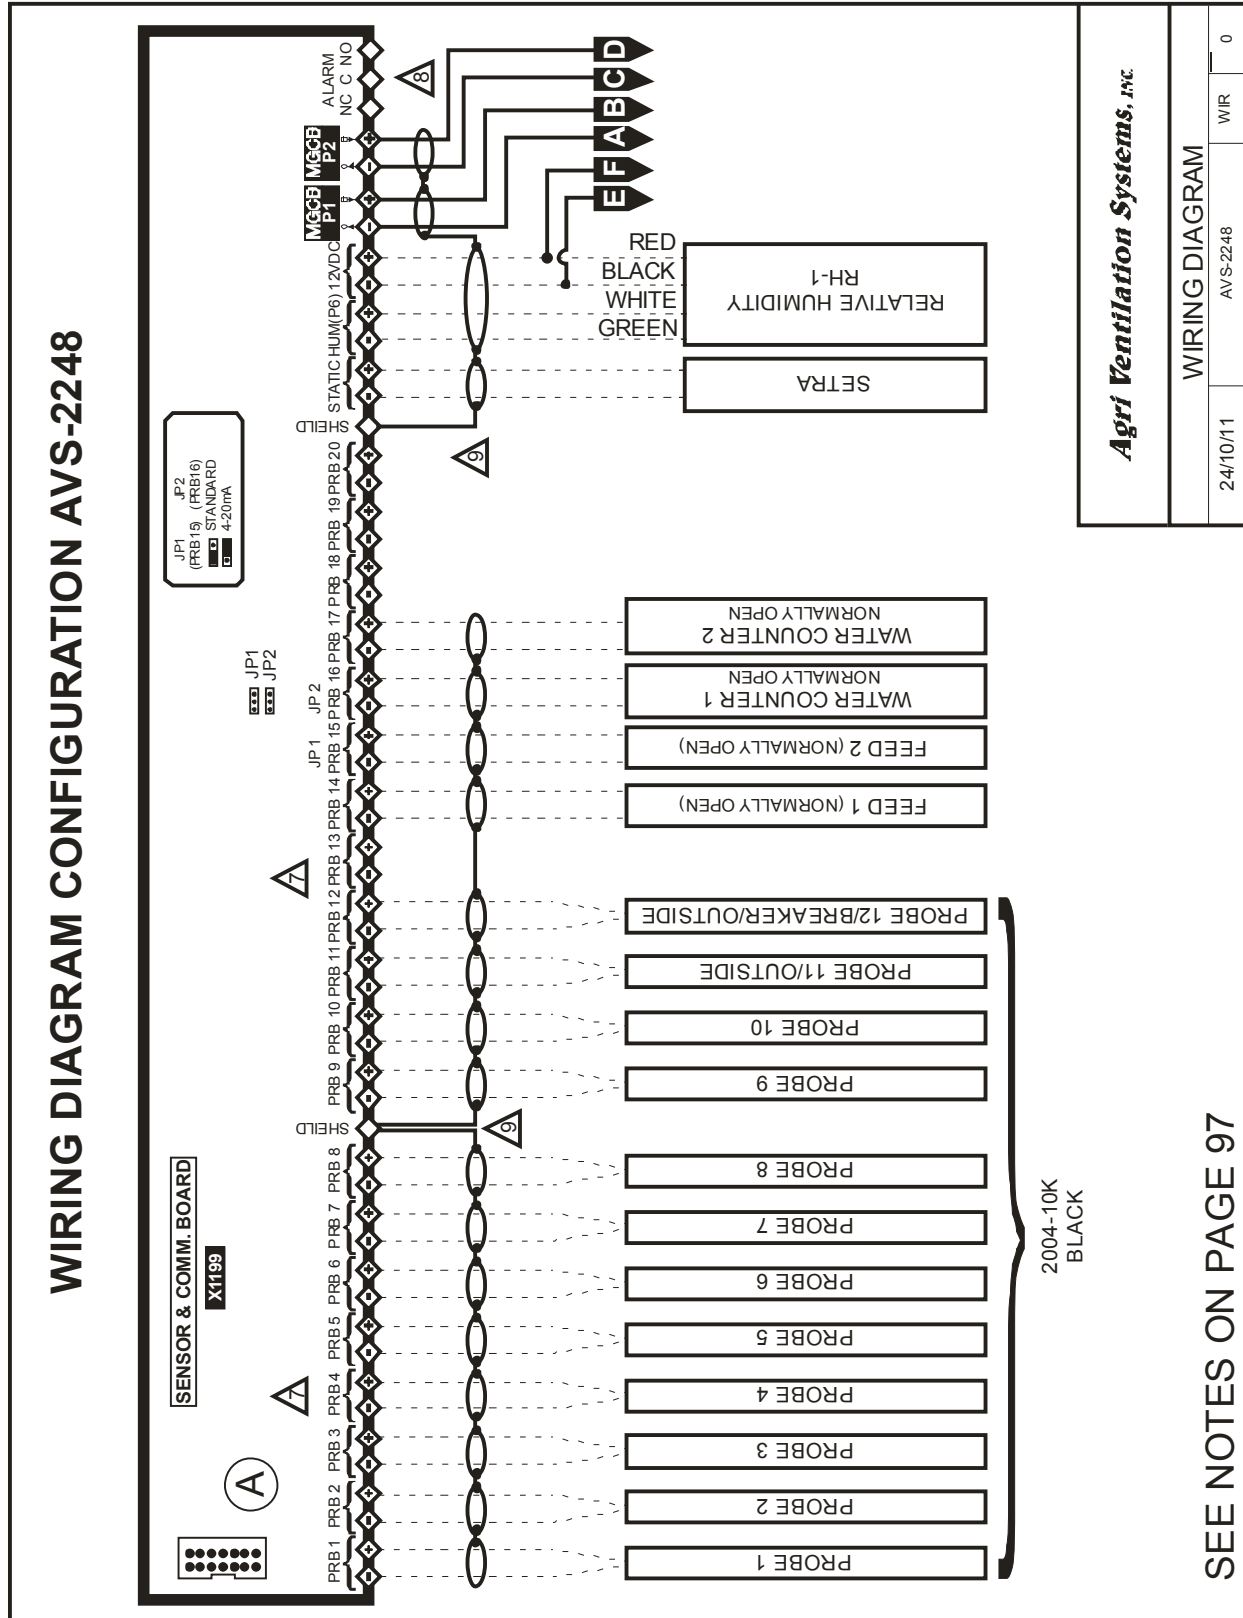 WIRING DIAGRAM CONFIGURATION AVS-2248
SENSOR & COMM. BOARD
X1199
A
JP1 JP2
(PRB15) (PRB16)
STANDARD
4-20mA
JP1
JP2
7
7
JP1
JP2
PRB 1
PRB 2
PRB 3
PRB 4
PRB 5
PRB 6
PRB 7
PRB 8
SHEILD
PRB 9
PRB 10
PRB 11
PRB 12
PRB 13
PRB 14
PRB 15
PRB 16
PRB 17
PRB 18
PRB 19
PRB 20
SHEILD
STATIC
HUM(P6)
12VDC
MGCB
P1
MGCB
P2
ALARM
NC C NO
8
9
9
PROBE 1
PROBE 2
PROBE 3
PROBE 4
PROBE 5
PROBE 6
PROBE 7
PROBE 8
PROBE 9
PROBE 10
PROBE 11/OUTSIDE
PROBE 12/BREAKER/OUTSIDE
FEED 1 (NORMALLY OPEN)
FEED 2 (NORMALLY OPEN)
WATER COUNTER 1
NORMALLY OPEN
WATER COUNTER 2
NORMALLY OPEN
SETRA
RELATIVE HUMIDITY
RH-1
RED
BLACK
WHITE
GREEN
E
F
A
B
C
D
2004-10K
BLACK
SEE NOTES ON PAGE 97
Agri Ventilation Systems, INC.
WIRING DIAGRAM
24/10/11
AVS-2248
WIR
0